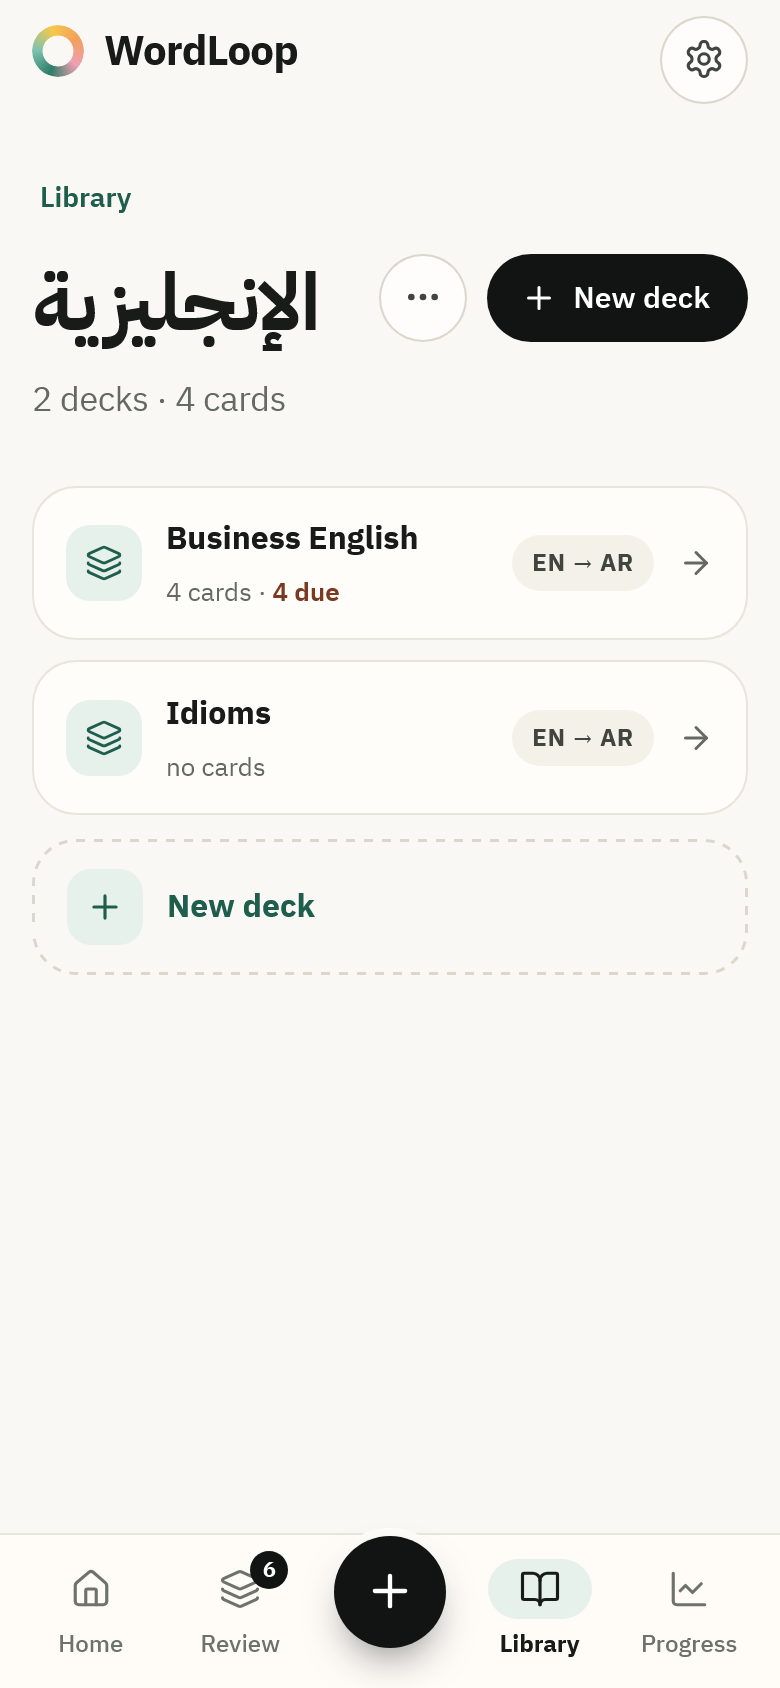 WordLoop
Library
الإنجليزية
New deck
2 decks · 4 cards
Business English
4 cards · 4 due
EN → AR
Idioms
no cards
EN → AR
New deck
Home
6
Review
Library
Progress